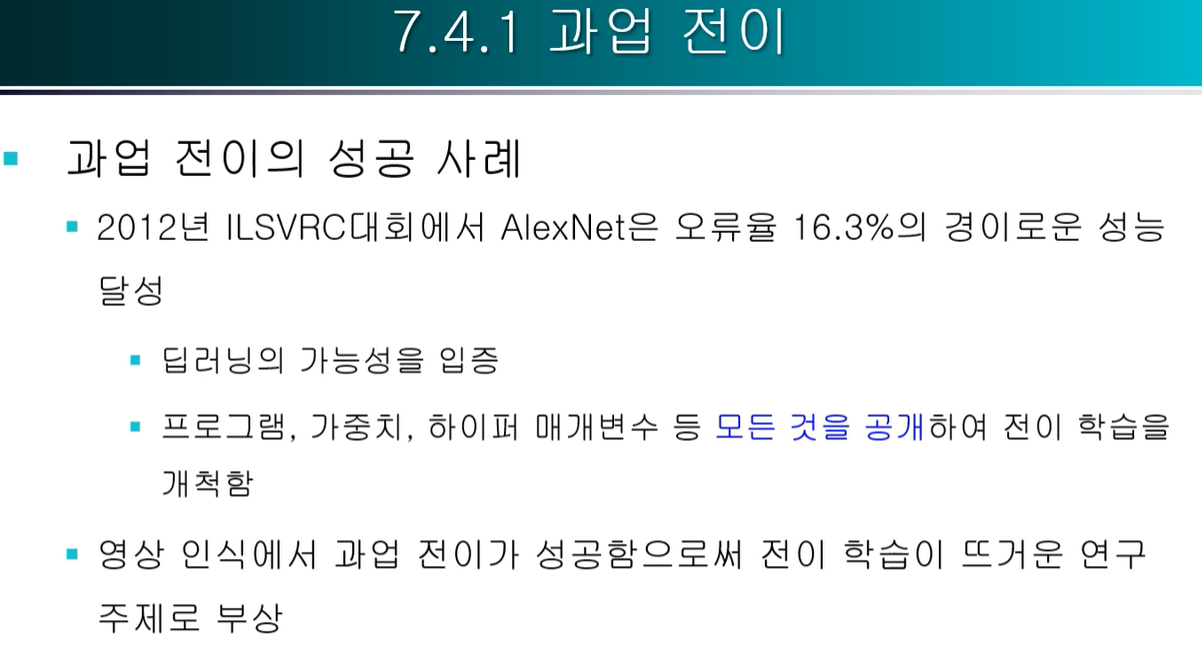 7.4.1 과업 전이
과업 전이의 성공 사례
2012년 ILSVRC대회에서 AlexNet은 오류율 16.3%의 경이로운 성능
달성
딥러닝의 가능성을 입증
프로그램, 가중치, 하이퍼 매개변수 등 모든 것을 공개하여 전이 학습을
개척함
영상 인식에서 과업 전이가 성공함으로써 전이 학습이 뜨거운 연구
주제로 부상